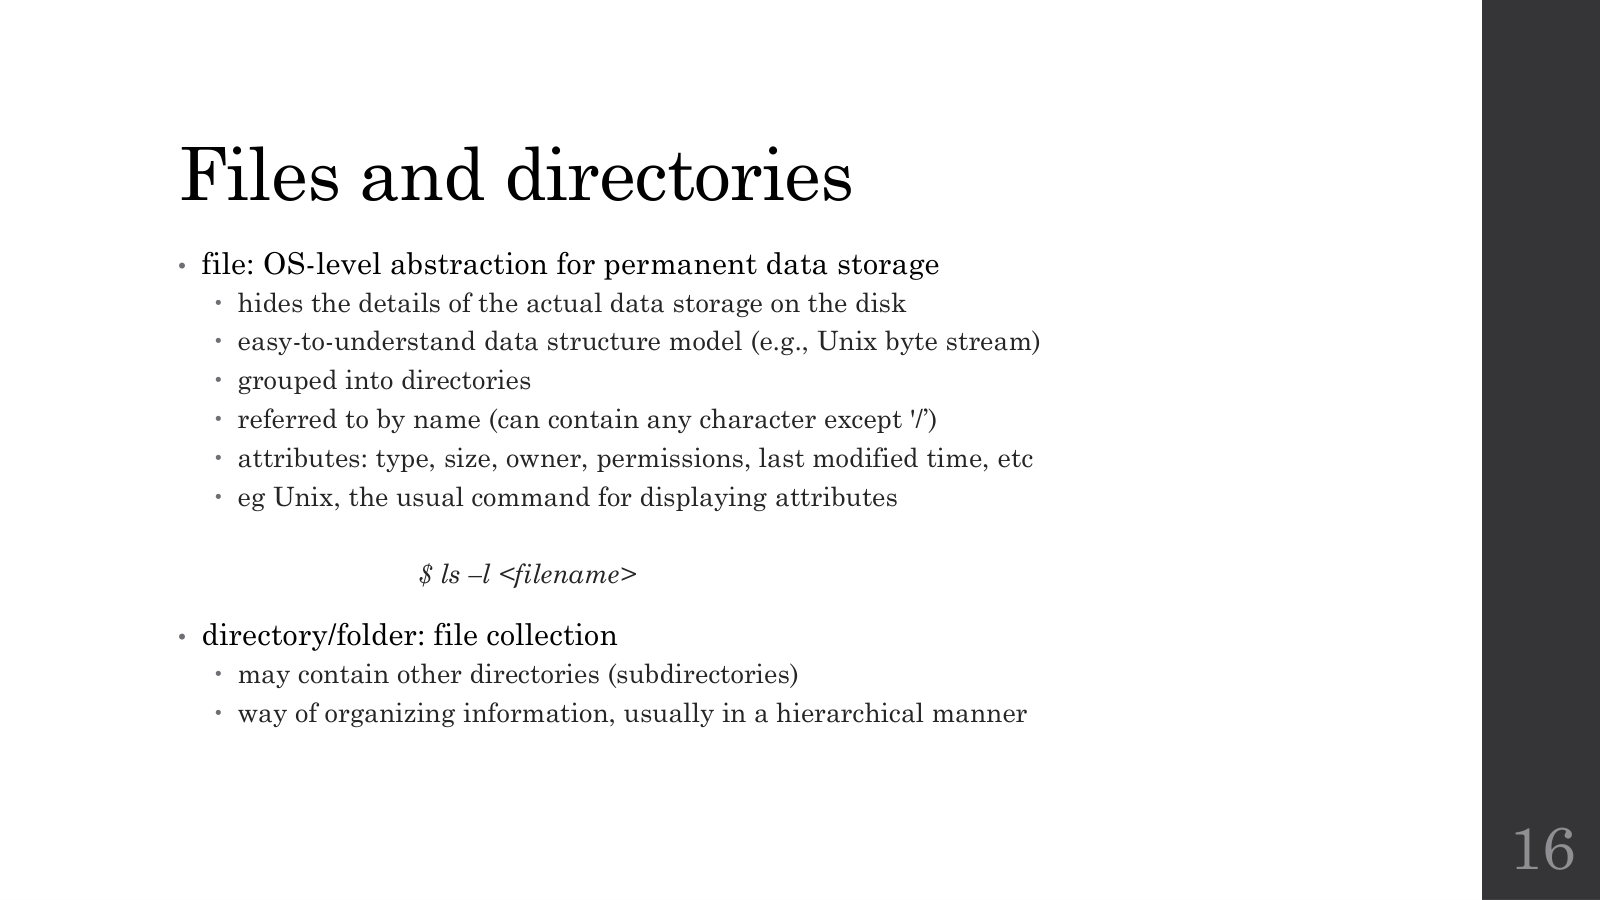 Files and directories
• file: OS-level abstraction for permanent data storage
• hides the details of the actual data storage on the disk
• easy-to-understand data structure model (e.g., Unix byte stream)
• grouped into directories
• referred to by name (can contain any character except '/’)
• attributes: type, size, owner, permissions, last modified time, etc
• eg Unix, the usual command for displaying attributes
$ ls –l <filename>
• directory/folder: file collection
• may contain other directories (subdirectories)
• way of organizing information, usually in a hierarchical manner
16